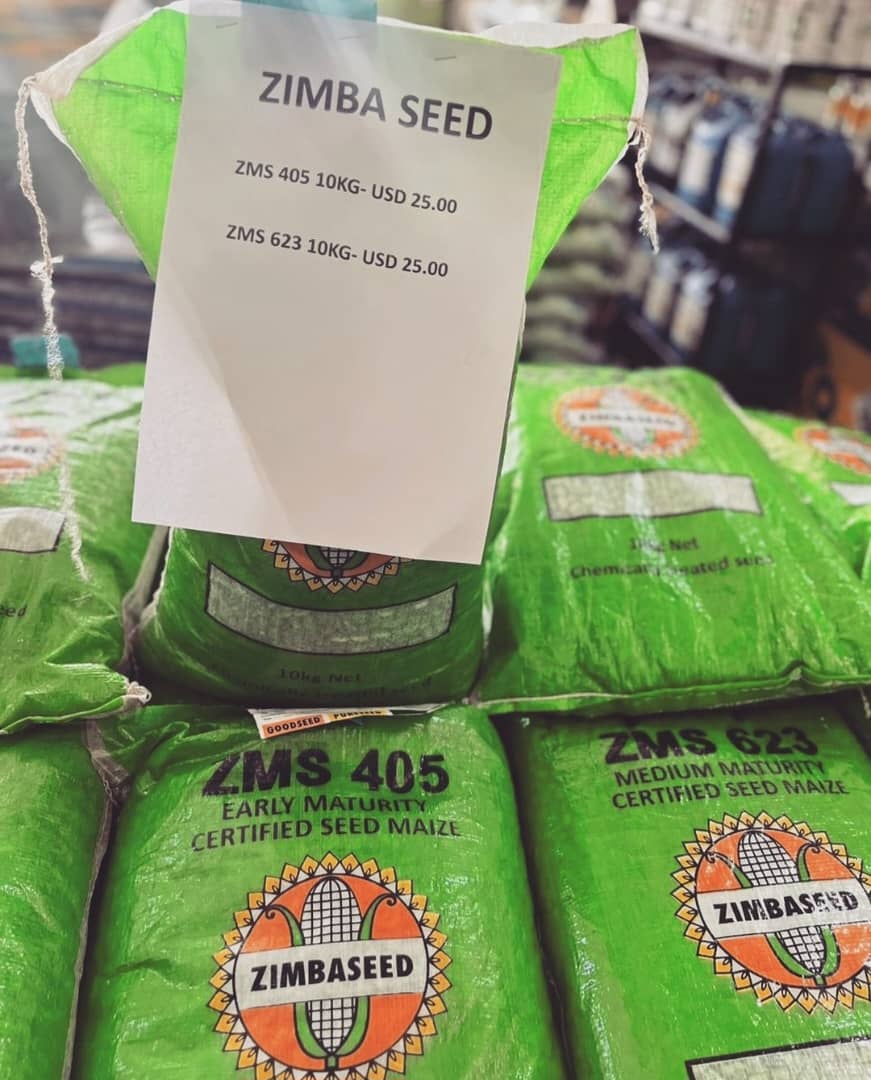 ZIMBA SEED
ZMS 405 10KG- USD 25.00
ZMS 623 10KG- USD 25.00
ZIMBASEED
Net
Chemically treated seed
10kg Net
GOODSEED
ZMS 405
EARLY MATURITY
CERTIFIED SEED MAIZE
ZIMBASEED
ZMS 623
MEDIUM MATURITY
CERTIFIED SEED MAIZE
ZIMBASEED